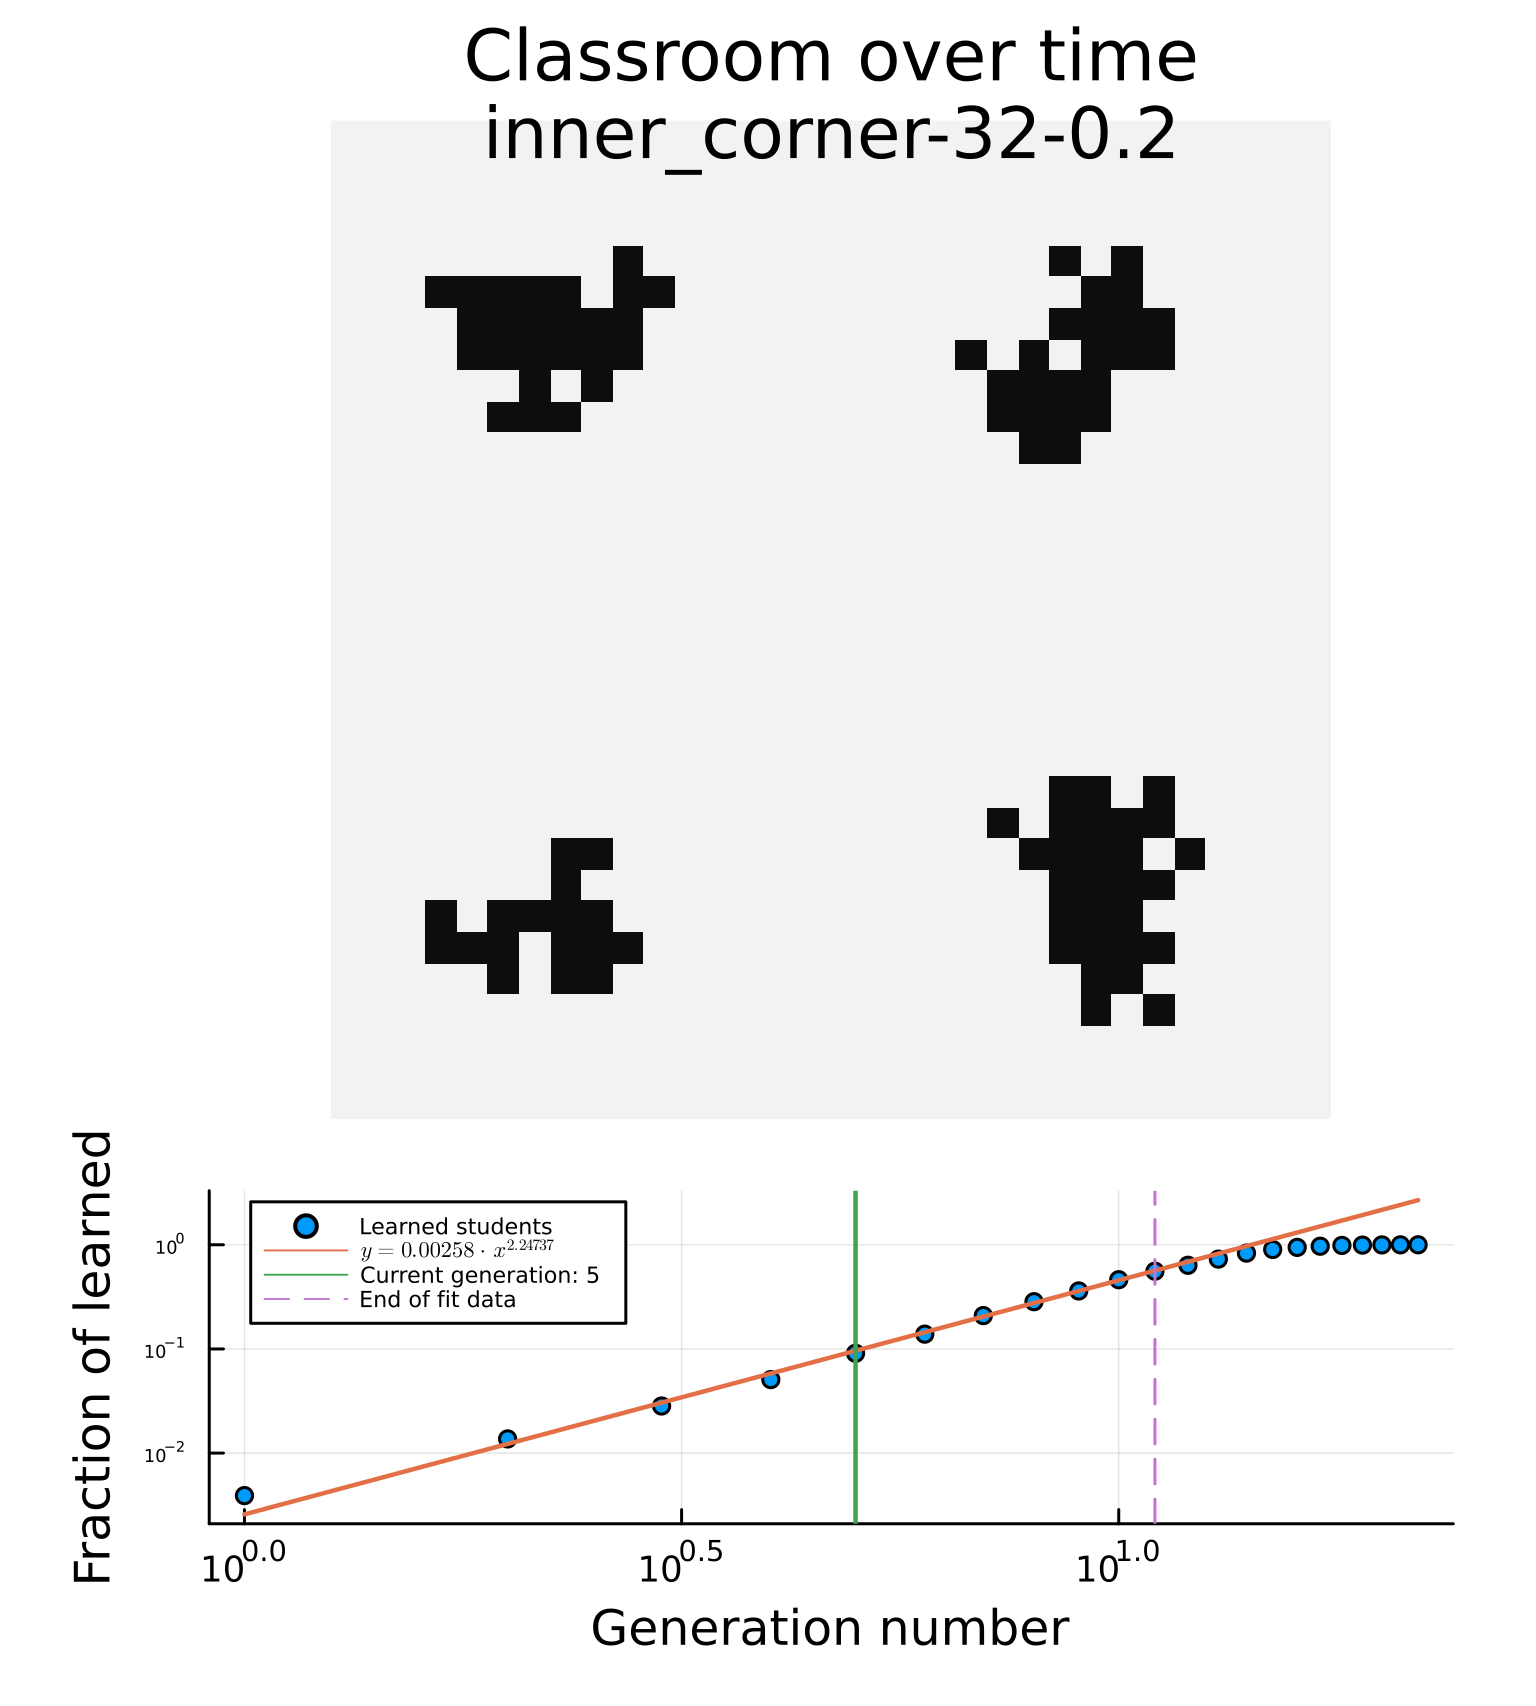 Classroom over time
inner_corner-32-0.2
Fraction of learned
10^0
10^−1
10^−2
Learned students
y = 0.00258 · x^2.24737
Current generation: 5
End of fit data
10^0.0
10^0.5
10^1.0
Generation number